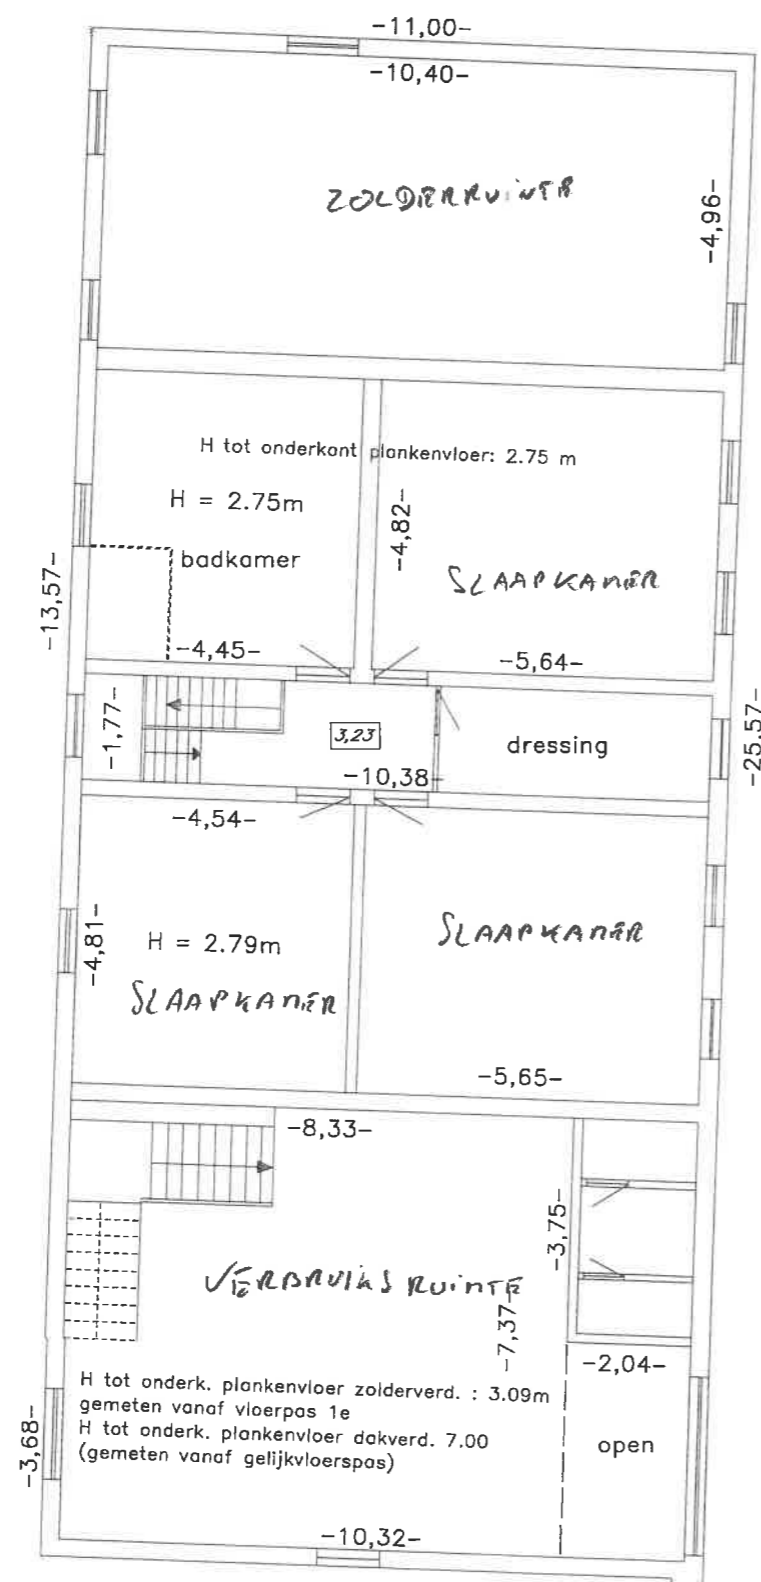 -11,00-
-10,40-
ZOLDERRUIMTE
-4,96-
H tot onderkant plankenvloer: 2.75 m
H = 2.75m
-4,82-
badkamer
SLAAPKAMER
-13,57-
-4,45-
-5,64-
-1,77-
3,23
dressing
-25,57-
-10,38-
-4,54-
-4,81-
H = 2.79m
SLAAPKAMER
SLAAPKAMER
-5,65-
-8,33-
-3,75-
VERBRUIKSRUIMTE
-7,37-
-2,04-
H tot onderk. plankenvloer zolderverd. : 3.09m
gemeten vanaf vloerpas 1e
H tot onderk. plankenvloer dakverd. 7.00
(gemeten vanaf gelijkvloerspas)
-3,68-
open
-10,32-